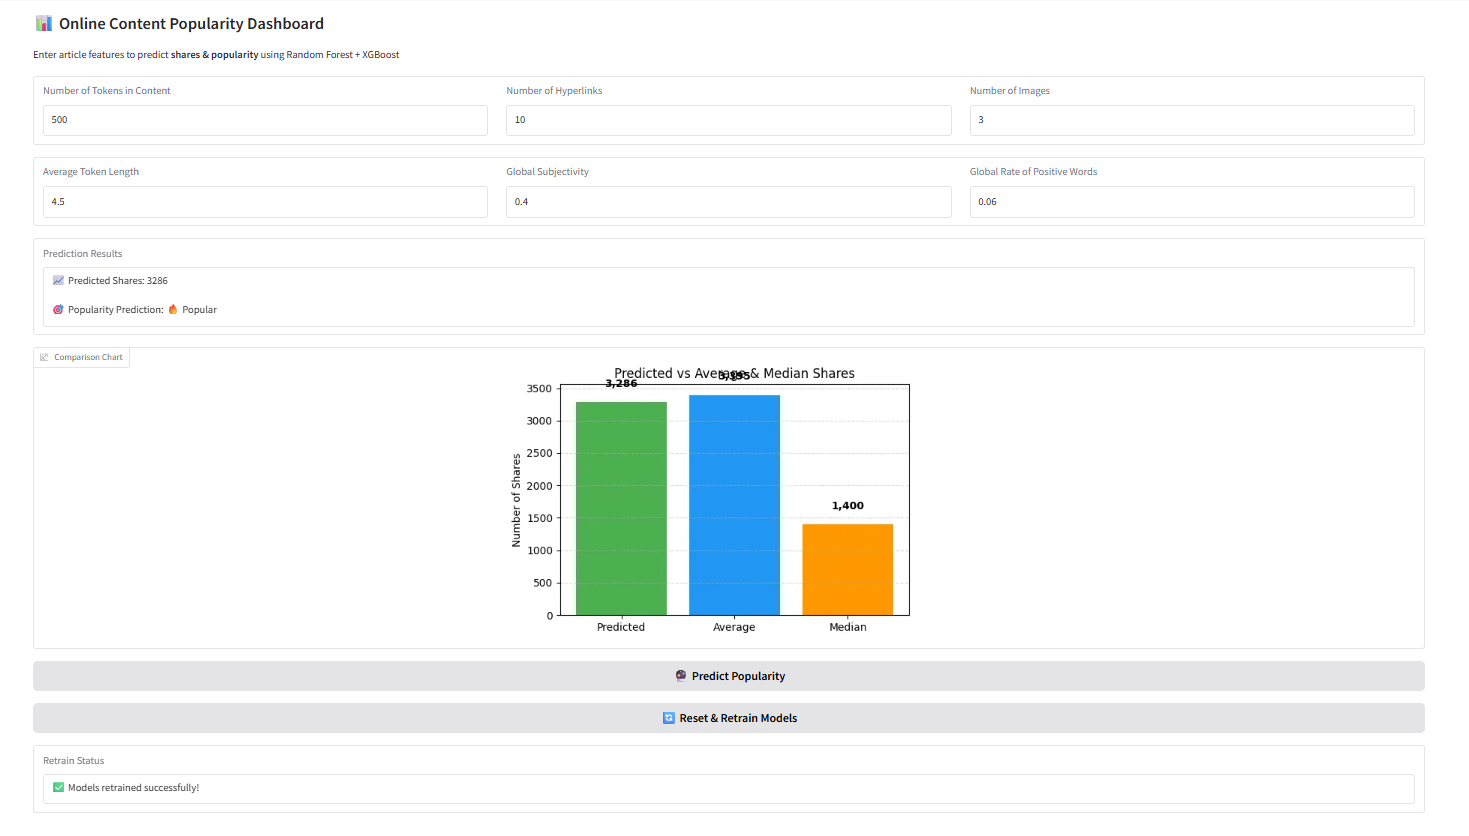 📊 Online Content Popularity Dashboard
Enter article features to predict shares & popularity using Random Forest + XGBoost
Number of Tokens in Content
500
Number of Hyperlinks
10
Number of Images
3
Average Token Length
4.5
Global Subjectivity
0.4
Global Rate of Positive Words
0.06
Prediction Results
📈 Predicted Shares: 3286
🎯 Popularity Prediction: 🔥 Popular
Comparison Chart
Predicted vs Average & Median Shares
3,286
3,395
1,400
Number of Shares
3500
3000
2500
2000
1500
1000
500
0
Predicted
Average
Median
🔮 Predict Popularity
🔄 Reset & Retrain Models
Retrain Status
✅ Models retrained successfully!